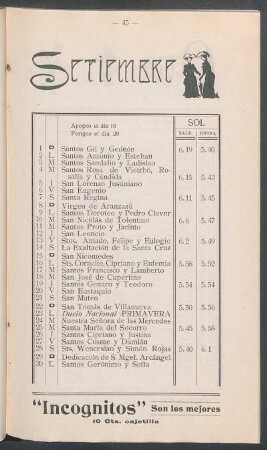 — 45 —
SETIEMBRE
Apogeo el día 16
Perigeo el día 29
SOL
SALE ENTRA
1 D Santos Gil y Gedeón 6.19 5.40
2 L Santos Antonio y Esteban
3 M Santos Sandalio y Ladislao
4 M Santos Rosa de Viterbó, Rosalía y Cándida 6.15 5.43
5 J San Lorenzo Justiniano
6 V San Eugenio
7 S Santa Regina 6.11 5.45
8 D Virgen de Aranzazú
9 L Santos Doroteo y Pedro Claver
10 M San Nicolás de Tolentino 6.6 5.47
11 M Santos Proto y Jacinto
12 J San Leoncio
13 V Stos. Amado, Felipe y Eulogio 6.2 5.49
14 S La Exaltación de la Santa Cruz
15 D San Nicomedes
16 L Sts. Cornelio, Cipriano y Eufemia 5.58 5.52
17 M Santos Francisco y Lamberto
18 M San José de Cupertino
19 J Santos Genaro y Teodoro 5.54 5.54
20 V San Eustaquio
21 S San Mateo
22 D San Tomás de Villanueva 5.50 5.56
23 L Duelo Nacional (PRIMAVERA
24 M Nuestra Señora de las Mercedes
25 M Santa María del Socorro 5.45 5.58
26 J Santos Cipriano y Justina
27 V Santos Cosme y Damián
28 S Sts. Wenceslao y Simón Rojas 5.40 6.1
29 D Dedicación de S. Mgel. Arcángel
30 L Santos Gerónimo y Sofía
"Incognitos" Son los mejores
10 Cts. cajetilla